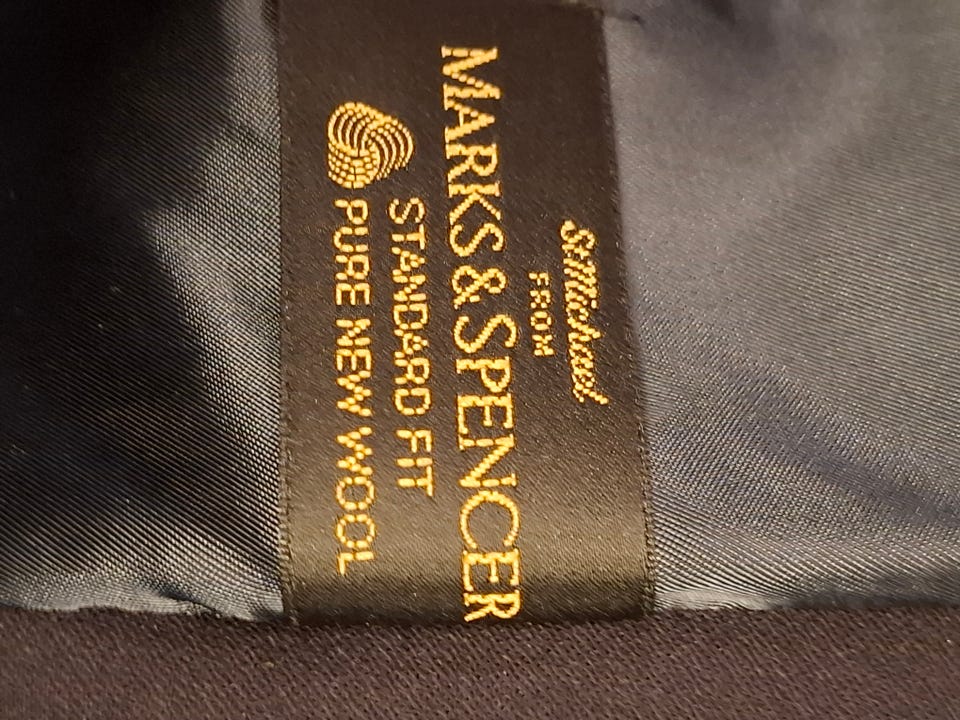 St Michael
FROM
MARKS & SPENCER
STANDARD FIT
PURE NEW WOOL